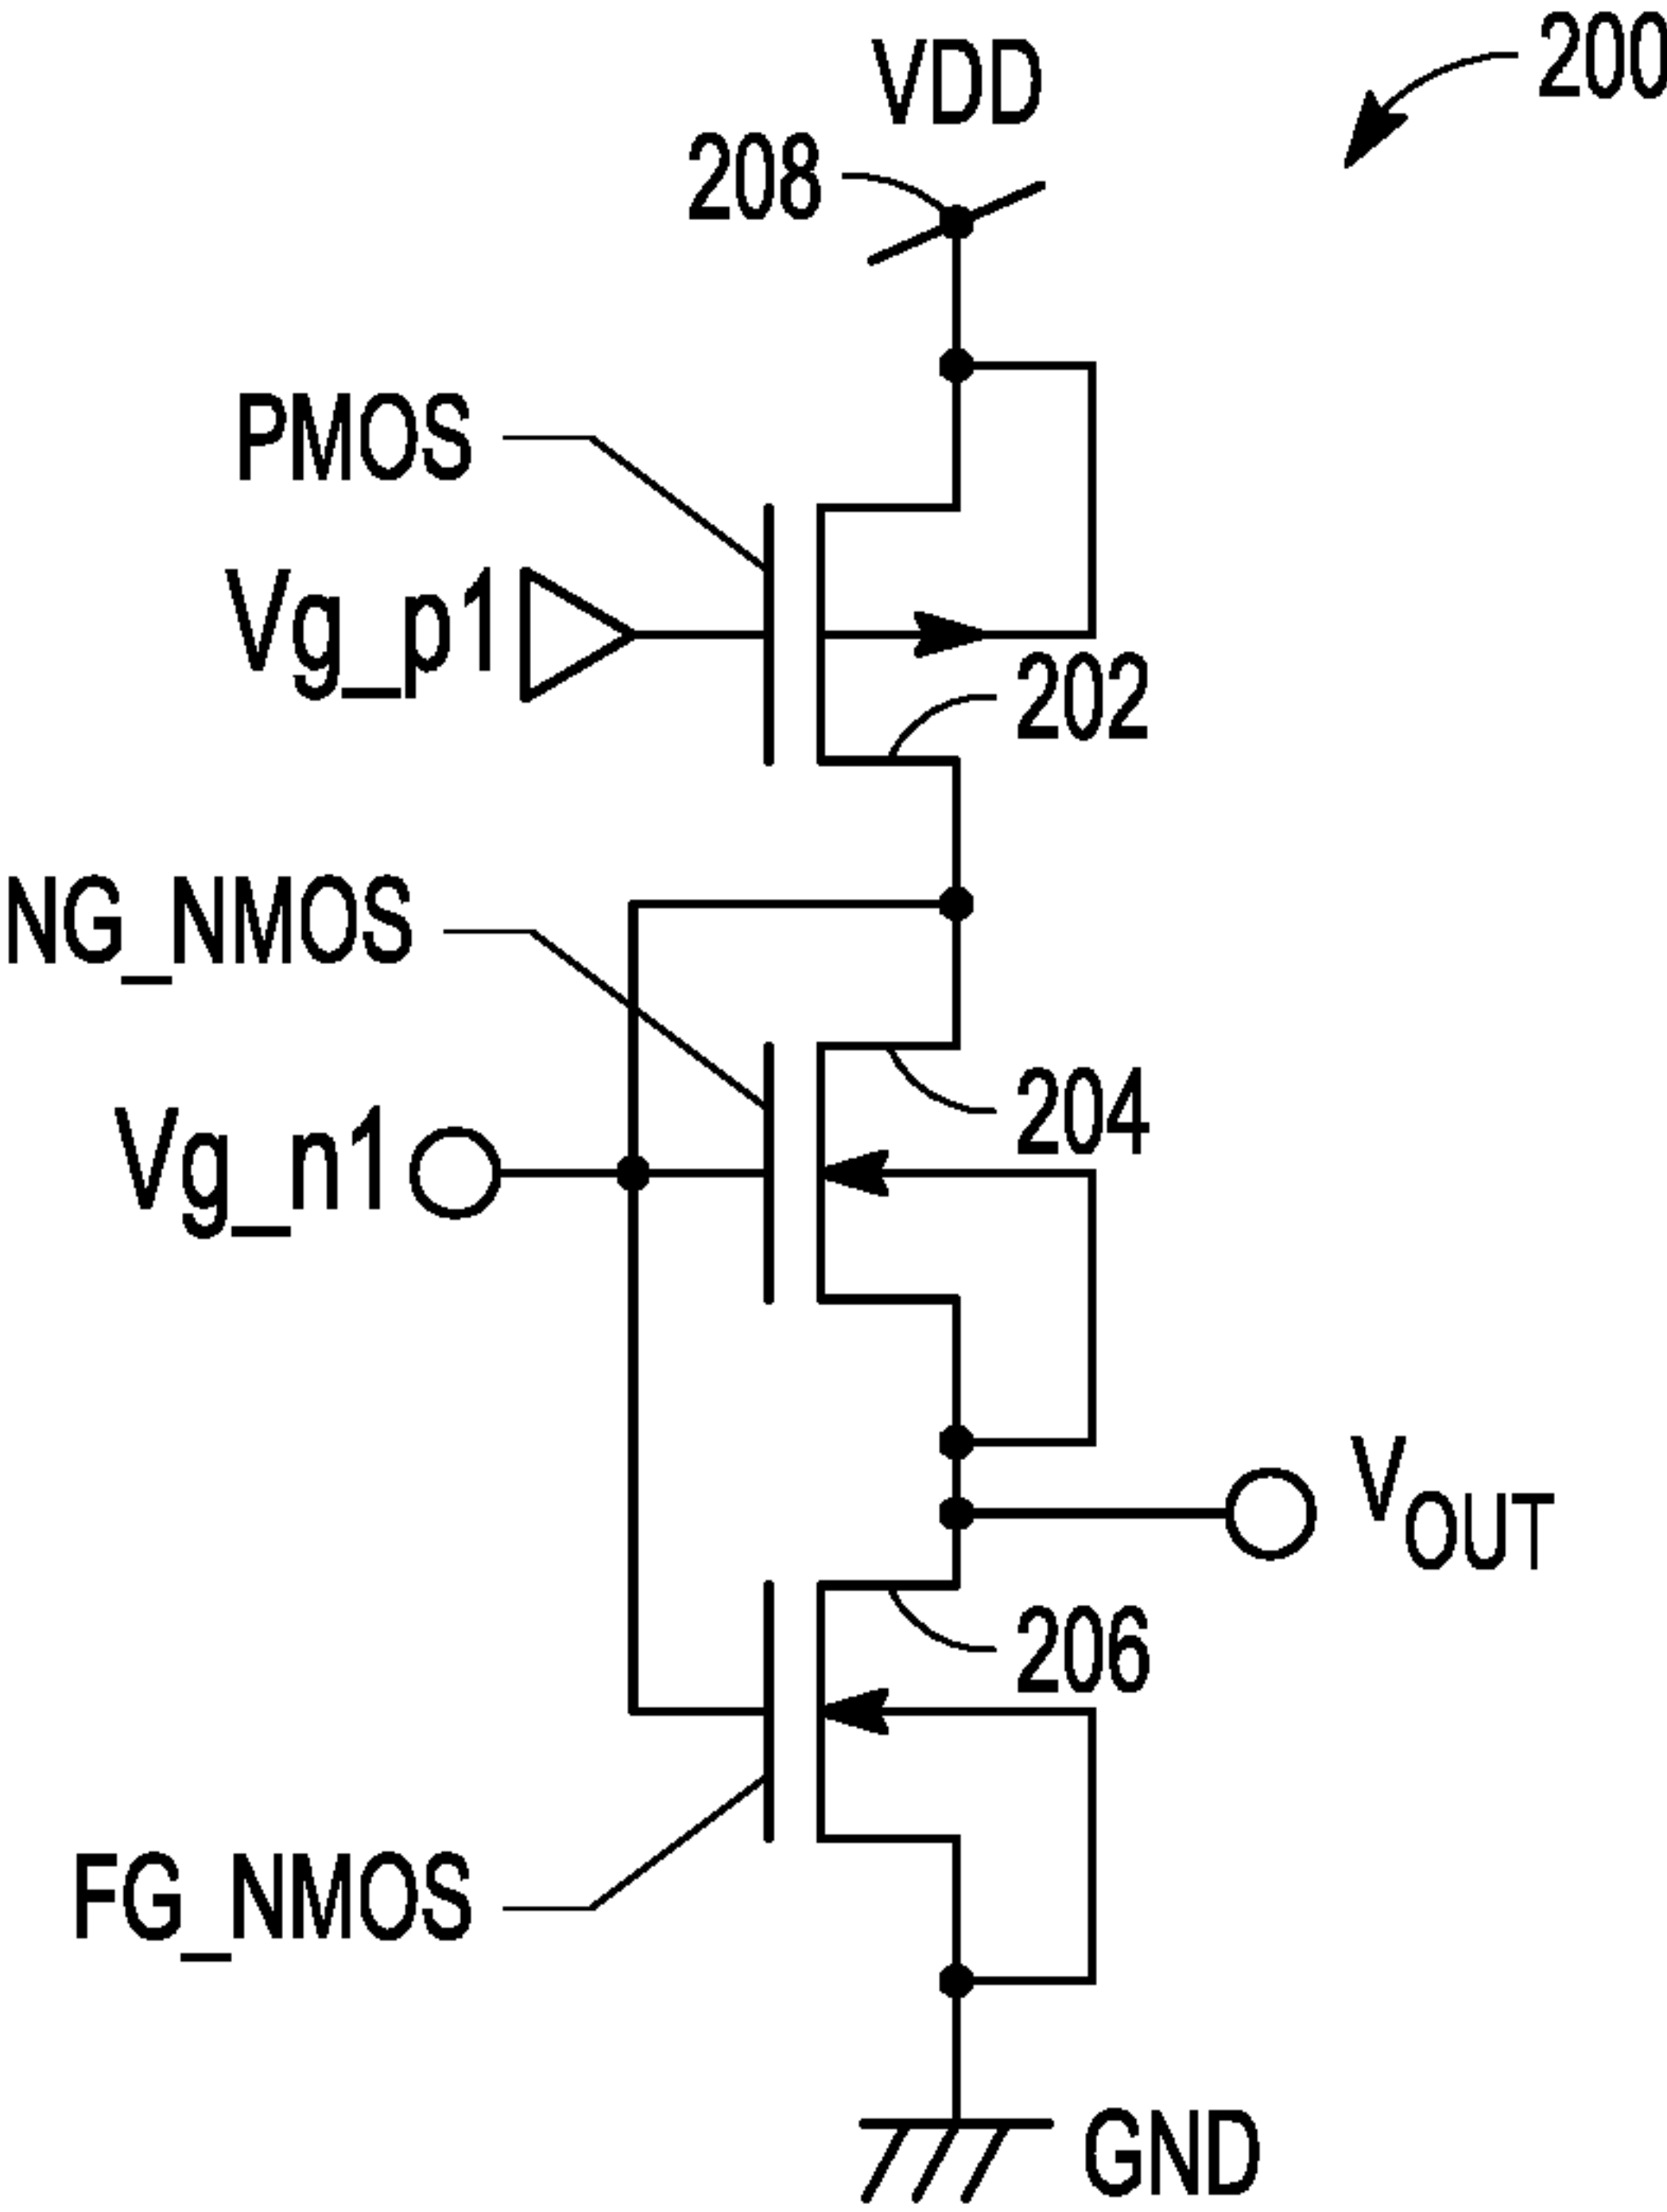 200
VDD
208
PMOS
Vg_p1
202
NG_NMOS
204
Vg_n1
VOUT
206
FG_NMOS
GND